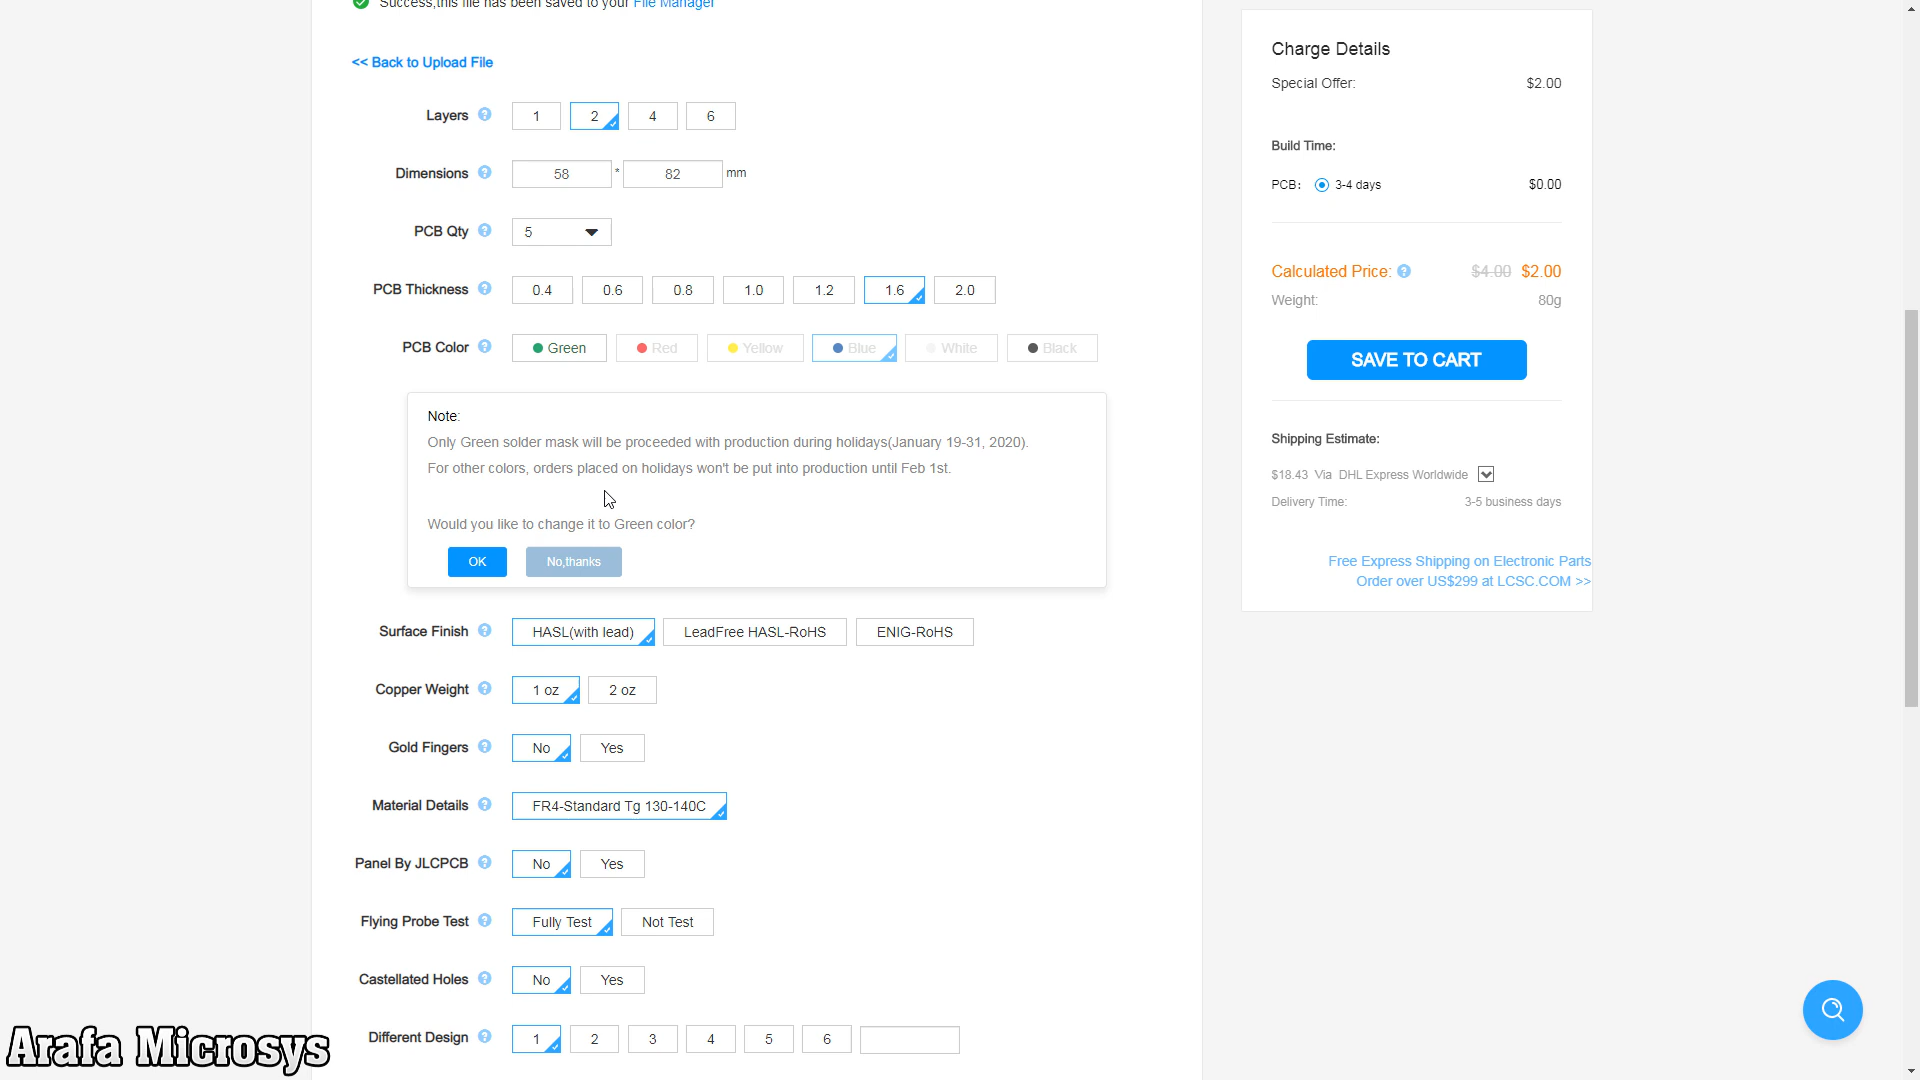 Success,this file has been saved to your File Manager
<< Back to Upload File
Layers 1 2 4 6
Dimensions 58 * 82 mm
PCB Qty 5
PCB Thickness 0.4 0.6 0.8 1.0 1.2 1.6 2.0
PCB Color Green Red Yellow Blue White Black
Note:
Only Green solder mask will be proceeded with production during holidays(January 19-31, 2020).
For other colors, orders placed on holidays won't be put into production until Feb 1st.
Would you like to change it to Green color?
OK No,thanks
Surface Finish HASL(with lead) LeadFree HASL-RoHS ENIG-RoHS
Copper Weight 1 oz 2 oz
Gold Fingers No Yes
Material Details FR4-Standard Tg 130-140C
Panel By JLCPCB No Yes
Flying Probe Test Fully Test Not Test
Castellated Holes No Yes
Different Design 1 2 3 4 5 6
Charge Details
Special Offer: $2.00
Build Time:
PCB: 3-4 days $0.00
Calculated Price: $4.00 $2.00
Weight: 80g
SAVE TO CART
Shipping Estimate:
$18.43 Via DHL Express Worldwide
Delivery Time: 3-5 business days
Free Express Shipping on Electronic Parts
Order over US$299 at LCSC.COM >>
Arafa Microsys